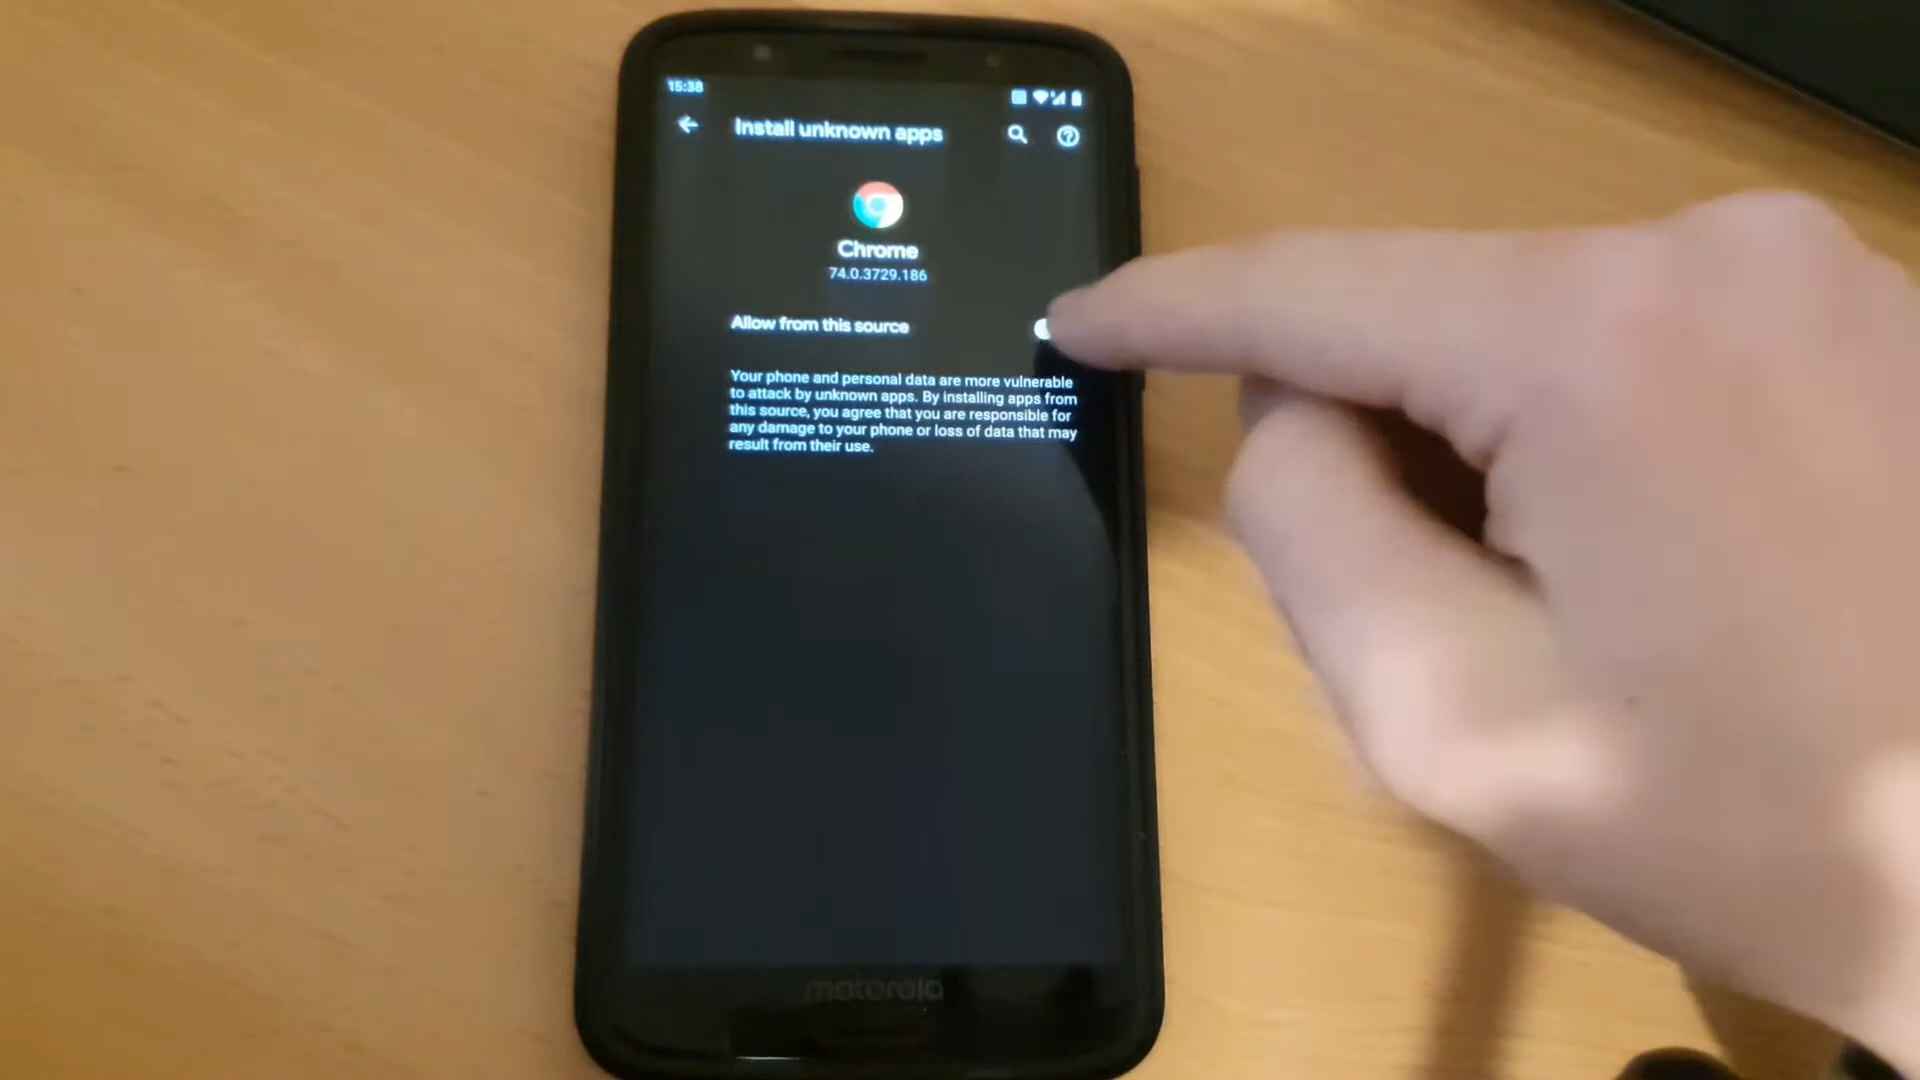 15:38
Install unknown apps
Chrome
74.0.3729.186
Allow from this source
Your phone and personal data are more vulnerable
to attack by unknown apps. By installing apps from
this source, you agree that you are responsible for
any damage to your phone or loss of data that may
result from their use.
motorola